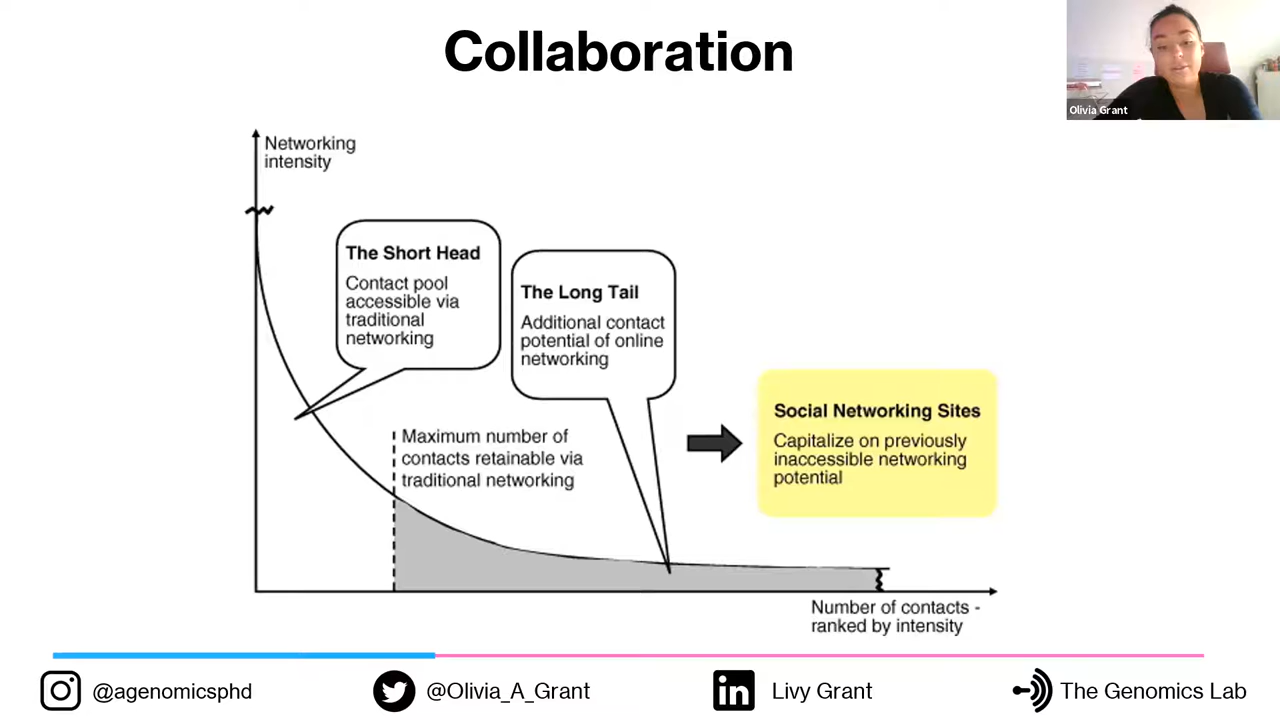 Collaboration
Olivia Grant
Networking
intensity
The Short Head
Contact pool
accessible via
traditional
networking
The Long Tail
Additional contact
potential of online
networking
Social Networking Sites
Capitalize on previously
inaccessible networking
potential
Maximum number of
contacts retainable via
traditional networking
Number of contacts -
ranked by intensity
@agenomicsphd
@Olivia_A_Grant
in
Livy Grant
The Genomics Lab